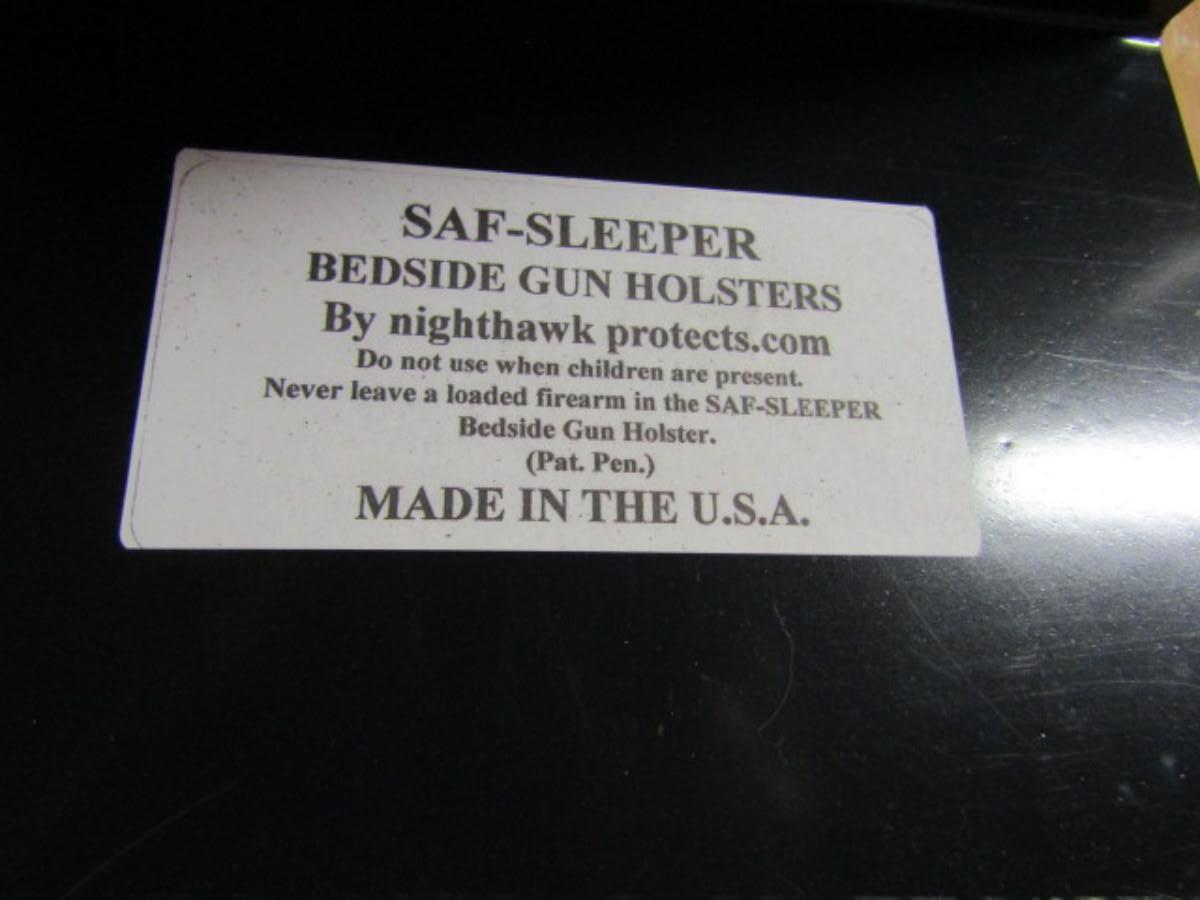 SAF-SLEEPER
BEDSIDE GUN HOLSTERS
By nighthawk protects.com
Do not use when children are present.
Never leave a loaded firearm in the SAF-SLEEPER
Bedside Gun Holster.
(Pat. Pen.)
MADE IN THE U.S.A.